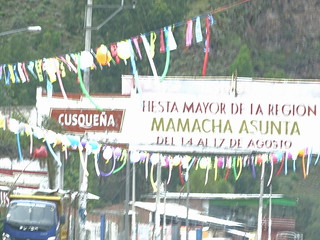 CUSQUEÑA
FIESTA MAYOR DE LA REGION
MAMACHA ASUNTA
DEL 14 AL 17 DE AGOSTO